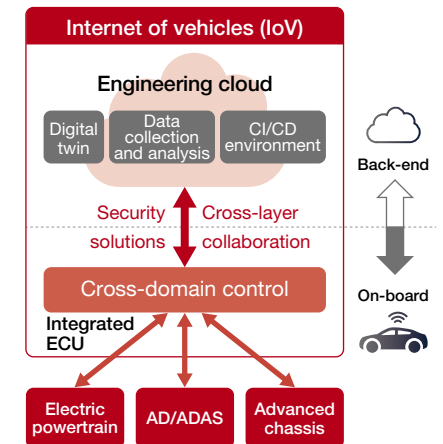 Internet of vehicles (IoV)
Engineering cloud
Digital
twin
Data
collection
and analysis
CI/CD
environment
Back-end
Security
solutions
Cross-layer
collaboration
On-board
Cross-domain control
Integrated
ECU
Electric
powertrain
AD/ADAS
Advanced
chassis